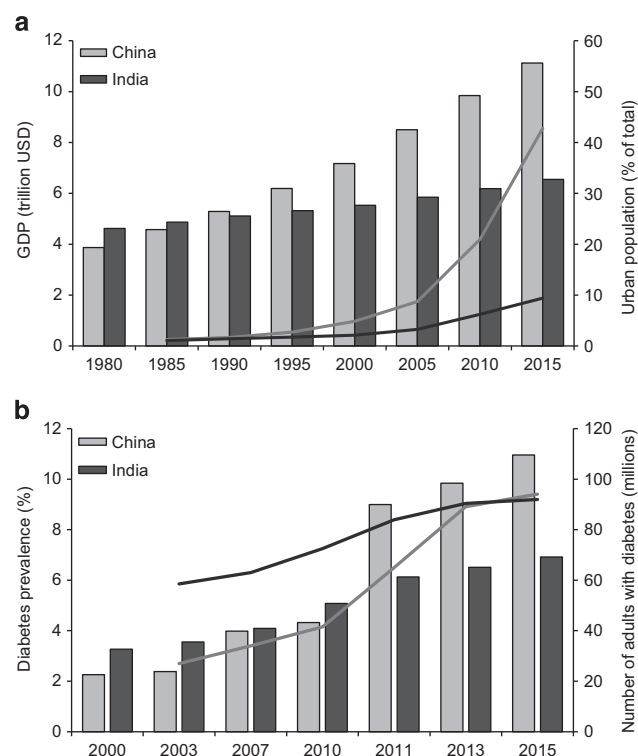 a
12
10
8
6
4
2
0
GDP (trillion USD)
China
India
60
50
40
30
20
10
0
Urban population (% of total)
1980 1985 1990 1995 2000 2005 2010 2015
b
12
10
8
6
4
2
0
Diabetes prevalence (%)
China
India
120
100
80
60
40
20
0
Number of adults with diabetes (millions)
2000 2003 2007 2010 2011 2013 2015